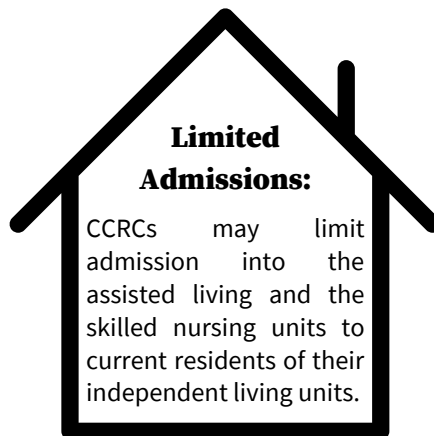 Limited
Admissions:
CCRCs may limit
admission into the
assisted living and the
skilled nursing units to
current residents of their
independent living units.